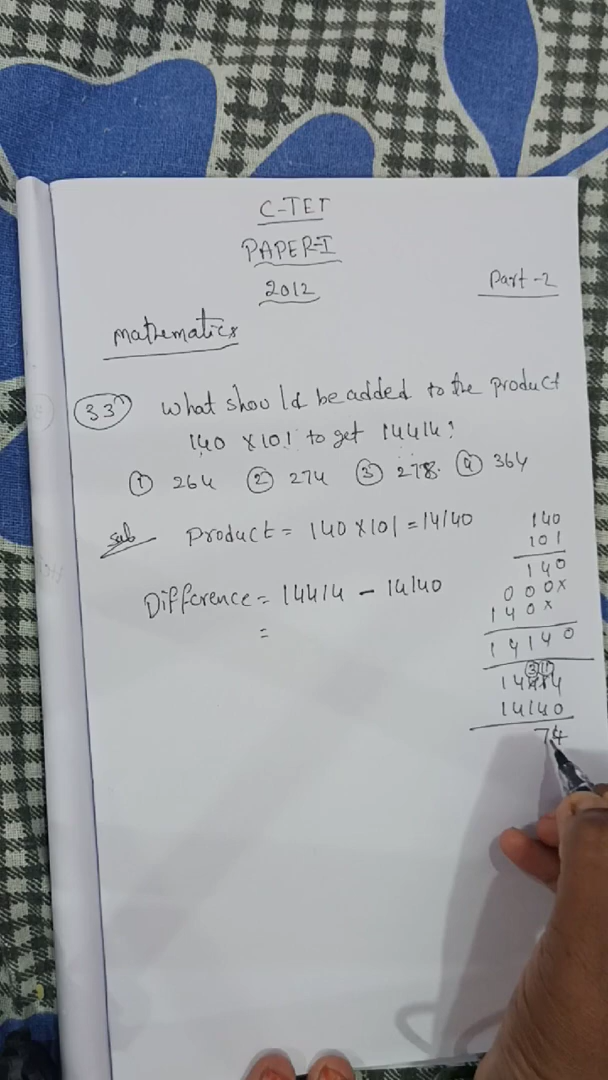 C-TET
PAPER-I
2012
Part-2
Mathematics
33) What should be added to the product
140 x 101 to get 14414?
① 264 ② 274 ③ 278. ④ 364
Product = 140 x 101 = 14140
Difference = 14414 - 14140
=
140
101
140
000x
140x
14140
14414
14140
74